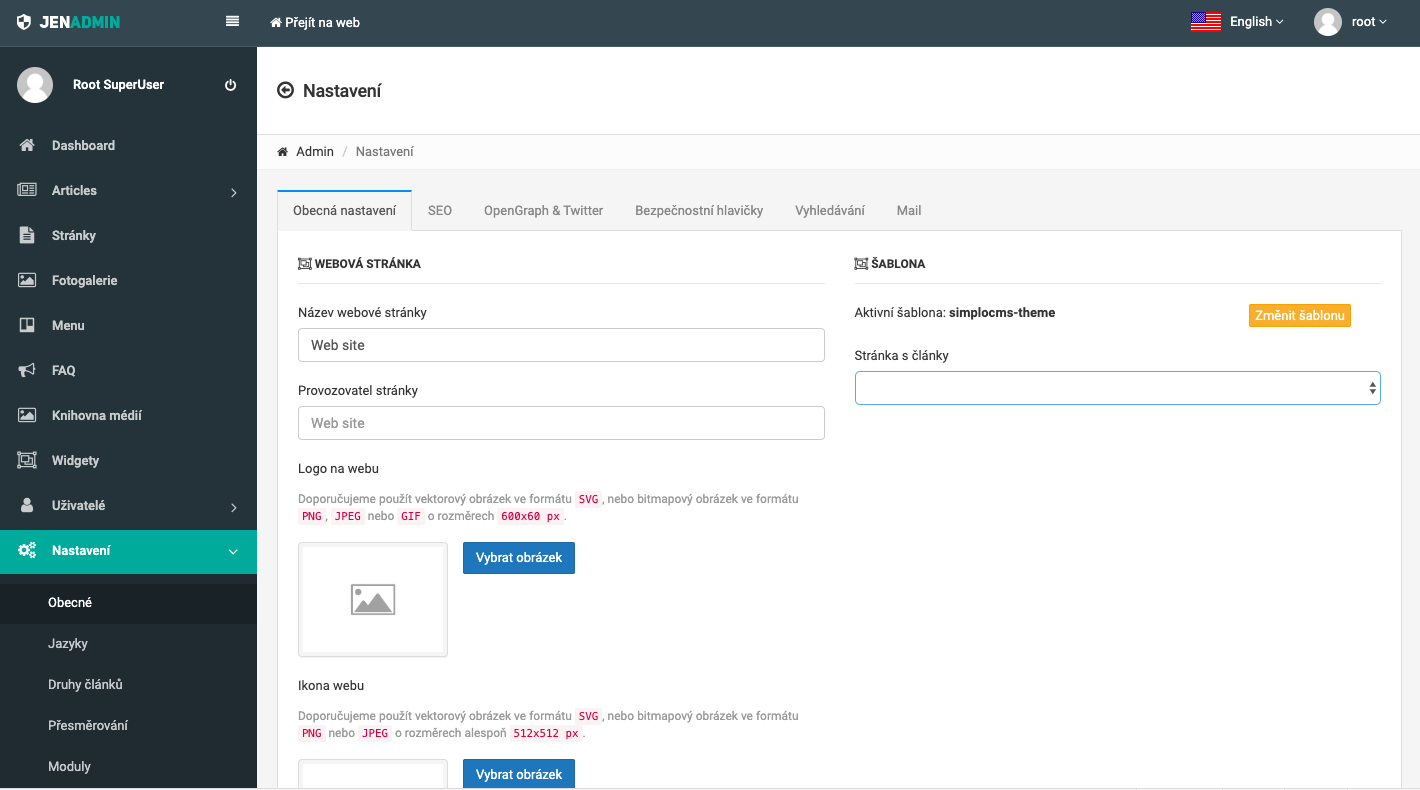 JENADMIN
Přejít na web
English
root
Root SuperUser
Dashboard
Articles
Stránky
Fotogalerie
Menu
FAQ
Knihovna médií
Widgety
Uživatelé
Nastavení
Obecné
Jazyky
Druhy článků
Přesměrování
Moduly
Nastavení
Admin / Nastavení
Obecná nastavení
SEO
OpenGraph & Twitter
Bezpečnostní hlavičky
Vyhledávání
Mail
WEBOVÁ STRÁNKA
Název webové stránky
Web site
Provozovatel stránky
Web site
Logo na webu
Doporučujeme použít vektorový obrázek ve formátu SVG, nebo bitmapový obrázek ve formátu
PNG, JPEG nebo GIF o rozměrech 600x60 px.
Vybrat obrázek
Ikona webu
Doporučujeme použít vektorový obrázek ve formátu SVG, nebo bitmapový obrázek ve formátu
PNG nebo JPEG o rozměrech alespoň 512x512 px.
Vybrat obrázek
ŠABLONA
Aktivní šablona: simplocms-theme
Změnit šablonu
Stránka s články